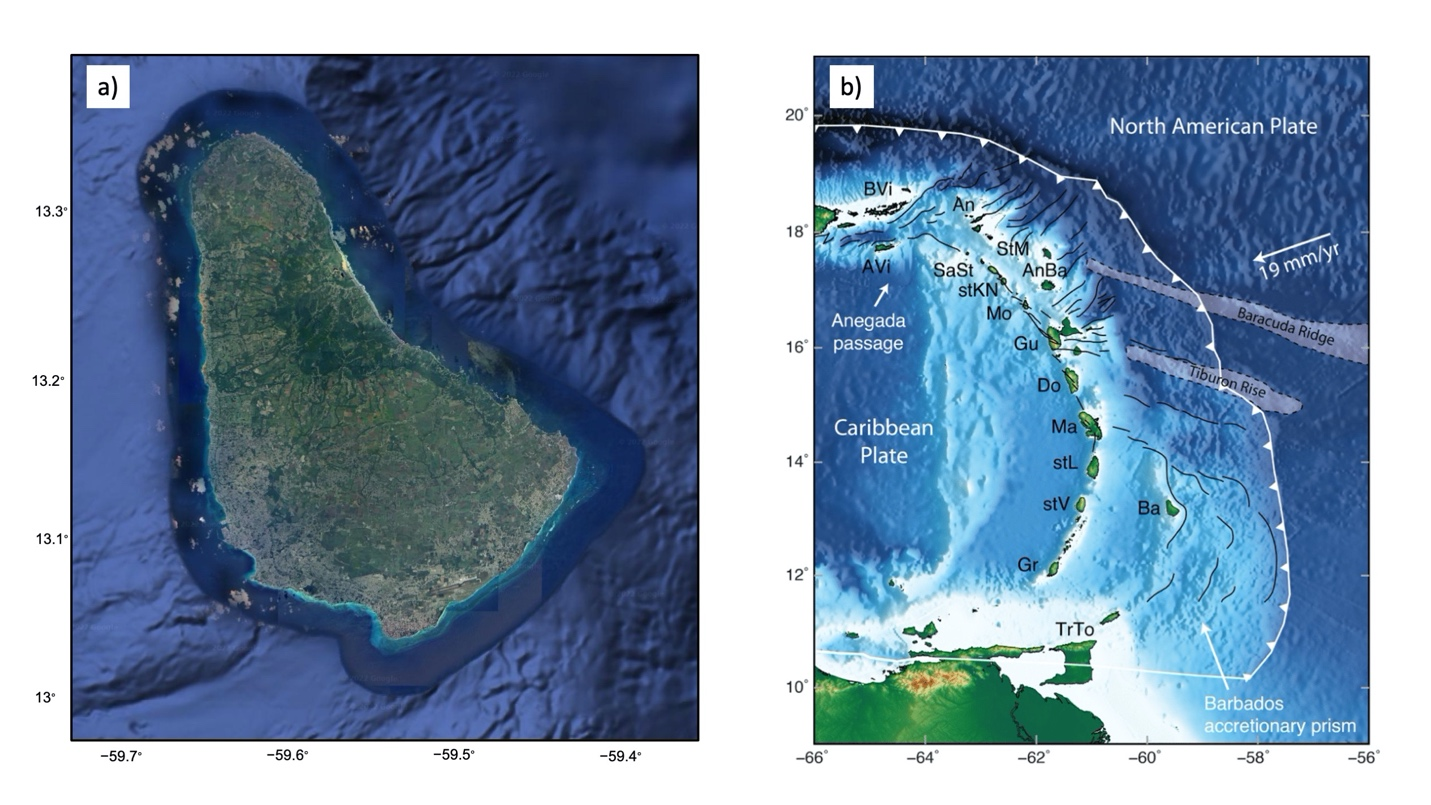 a)
13.3°
13.2°
13.1°
13°
−59.7°
−59.6°
−59.5°
−59.4°
b)
20°
18°
16°
14°
12°
10°
−66°
−64°
−62°
−60°
−58°
−56°
North American Plate
BVi
An
StM
AVi
SaSt
AnBa
stKN
Mo
19 mm/yr
Anegada
passage
Baracuda Ridge
Gu
Tiburon Rise
Do
Caribbean
Plate
Ma
stL
stV
Ba
Gr
TrTo
Barbados
accretionary prism